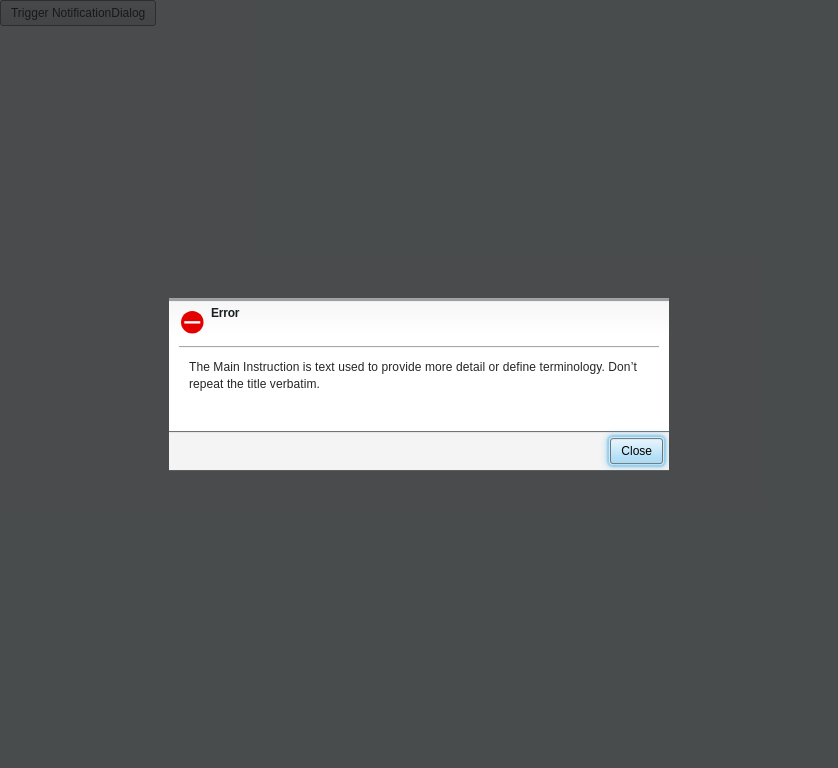 Trigger NotificationDialog
Error
The Main Instruction is text used to provide more detail or define terminology. Don’t
repeat the title verbatim.
Close